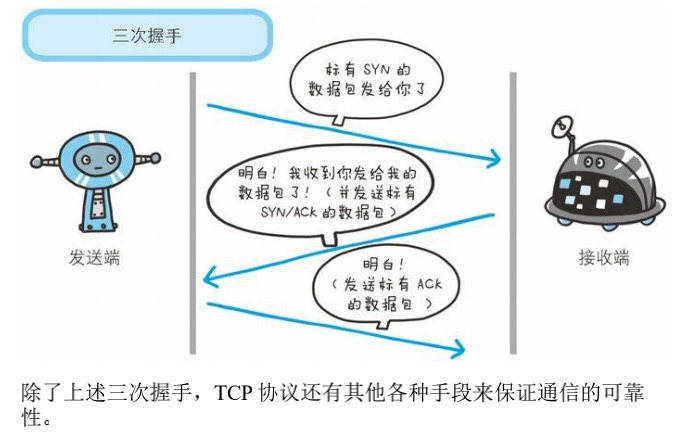 三次握手
标有 SYN 的
数据包发给你了
明白！我收到你发给我的
数据包了！（并发送标有
SYN/ACK 的数据包）
发送端
接收端
明白！
（发送标有 ACK
的数据包 ）
除了上述三次握手，TCP 协议还有其他各种手段来保证通信的可靠
性。